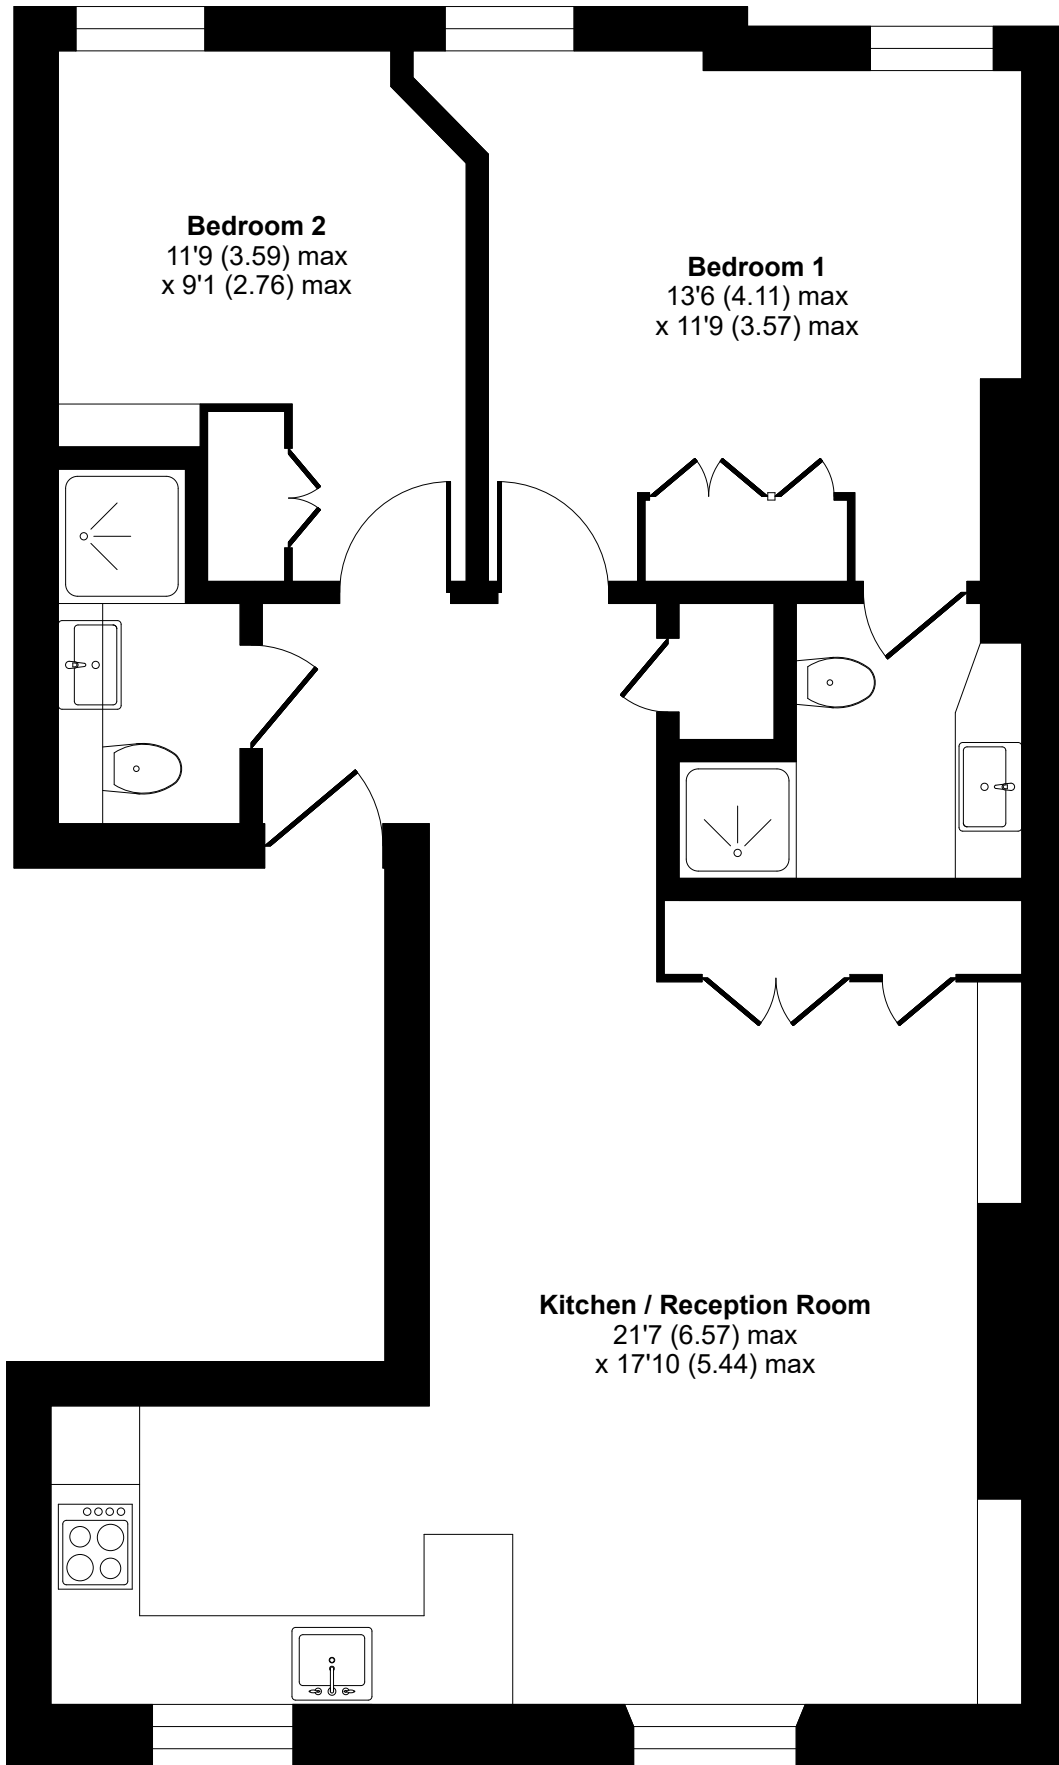 Bedroom 2
11'9 (3.59) max
x 9'1 (2.76) max
Bedroom 1
13'6 (4.11) max
x 11'9 (3.57) max
Kitchen / Reception Room
21'7 (6.57) max
x 17'10 (5.44) max